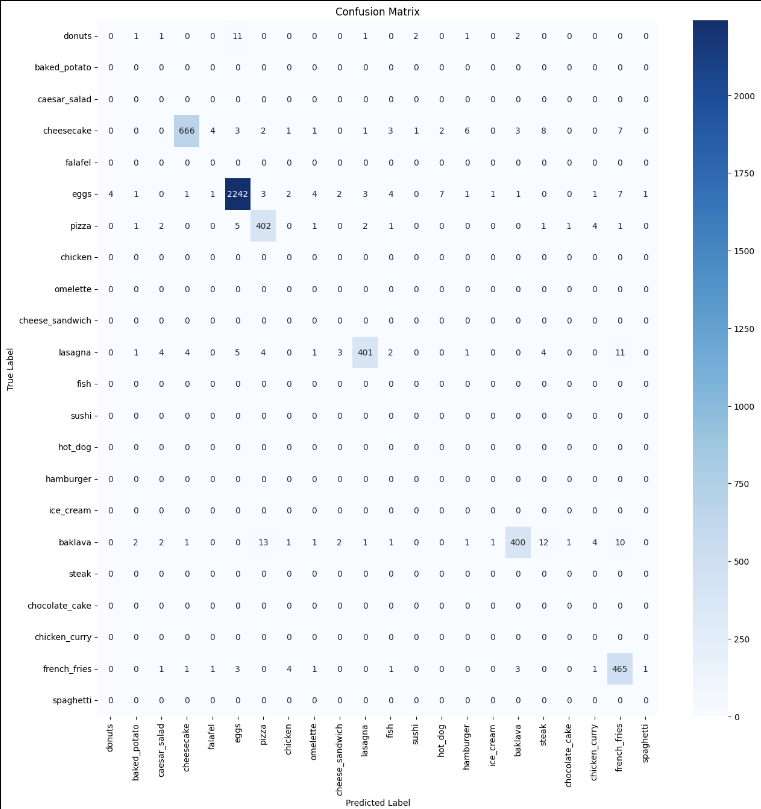 Confusion Matrix
True Label
donuts 0 1 1 0 0 11 0 0 0 0 1 0 2 0 1 0 2 0 0 0 0 0
baked_potato 0 0 0 0 0 0 0 0 0 0 0 0 0 0 0 0 0 0 0 0 0 0
caesar_salad 0 0 0 0 0 0 0 0 0 0 0 0 0 0 0 0 0 0 0 0 0 0
cheesecake 0 0 0 666 4 3 2 1 1 0 1 3 1 2 6 0 3 8 0 0 7 0
falafel 0 0 0 0 0 0 0 0 0 0 0 0 0 0 0 0 0 0 0 0 0 0
eggs 4 1 0 1 1 2242 3 2 4 2 3 4 0 7 1 1 1 0 0 1 7 1
pizza 0 1 2 0 0 5 402 0 1 0 2 1 0 0 0 0 0 1 1 4 1 0
chicken 0 0 0 0 0 0 0 0 0 0 0 0 0 0 0 0 0 0 0 0 0 0
omelette 0 0 0 0 0 0 0 0 0 0 0 0 0 0 0 0 0 0 0 0 0 0
cheese_sandwich 0 0 0 0 0 0 0 0 0 0 0 0 0 0 0 0 0 0 0 0 0 0
lasagna 0 1 4 4 0 5 4 0 1 3 401 2 0 0 1 0 0 4 0 0 11 0
fish 0 0 0 0 0 0 0 0 0 0 0 0 0 0 0 0 0 0 0 0 0 0
sushi 0 0 0 0 0 0 0 0 0 0 0 0 0 0 0 0 0 0 0 0 0 0
hot_dog 0 0 0 0 0 0 0 0 0 0 0 0 0 0 0 0 0 0 0 0 0 0
hamburger 0 0 0 0 0 0 0 0 0 0 0 0 0 0 0 0 0 0 0 0 0 0
ice_cream 0 0 0 0 0 0 0 0 0 0 0 0 0 0 0 0 0 0 0 0 0 0
baklava 0 2 2 1 0 0 13 1 1 2 1 1 0 0 1 1 400 12 1 4 10 0
steak 0 0 0 0 0 0 0 0 0 0 0 0 0 0 0 0 0 0 0 0 0 0
chocolate_cake 0 0 0 0 0 0 0 0 0 0 0 0 0 0 0 0 0 0 0 0 0 0
chicken_curry 0 0 0 0 0 0 0 0 0 0 0 0 0 0 0 0 0 0 0 0 0 0
french_fries 0 0 1 1 1 3 0 4 1 0 0 1 0 0 0 0 3 0 0 1 465 1
spaghetti 0 0 0 0 0 0 0 0 0 0 0 0 0 0 0 0 0 0 0 0 0 0
donuts baked_potato caesar_salad cheesecake falafel eggs pizza chicken omelette cheese_sandwich lasagna fish sushi hot_dog hamburger ice_cream baklava steak chocolate_cake chicken_curry french_fries spaghetti
Predicted Label
2000
1750
1500
1250
1000
750
500
250
0